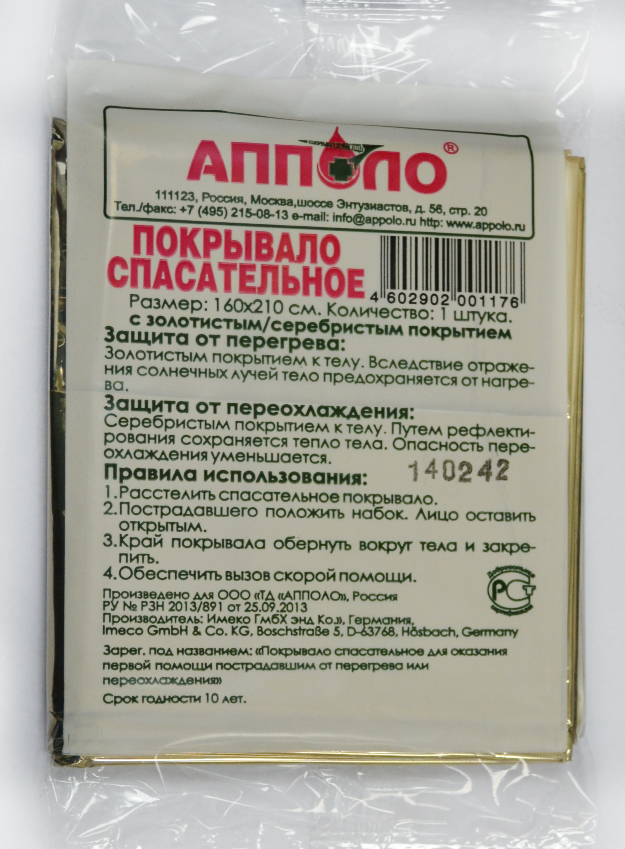 АППОЛО®
111123, Россия, Москва,шоссе Энтузиастов, д. 56, стр. 20
Тел./факс: +7 (495) 215-08-13 e-mail: info@appolo.ru http: www.appolo.ru
ПОКРЫВАЛО
СПАСАТЕЛЬНОЕ
4 602902 001176
Размер: 160x210 см. Количество: 1 штука.
с золотистым/серебристым покрытием
Защита от перегрева:
Золотистым покрытием к телу. Вследствие отраже-
ния солнечных лучей тело предохраняется от нагре-
ва.
Защита от переохлаждения:
Серебристым покрытием к телу. Путем рефлекти-
рования сохраняется тепло тела. Опасность пере-
охлаждения уменьшается.
140242
Правила использования:
1.Расстелить спасательное покрывало.
2.Пострадавшего положить набок. Лицо оставить
открытым.
3.Край покрывала обернуть вокруг тела и закре-
пить.
4.Обеспечить вызов скорой помощи.
Произведено для ООО «ТД «АППОЛО», Россия
РУ № РЗН 2013/891 от 25.09.2013
Производитель: Имеко ГмбХ энд Ко.», Германия,
Imeco GmbH & Co. KG, Boschstraße 5, D-63768, Hösbach, Germany
Зарег. под названием: «Покрывало спасательное для оказания
первой помощи пострадавшим от перегрева или
переохлаждения»
Срок годности 10 лет.